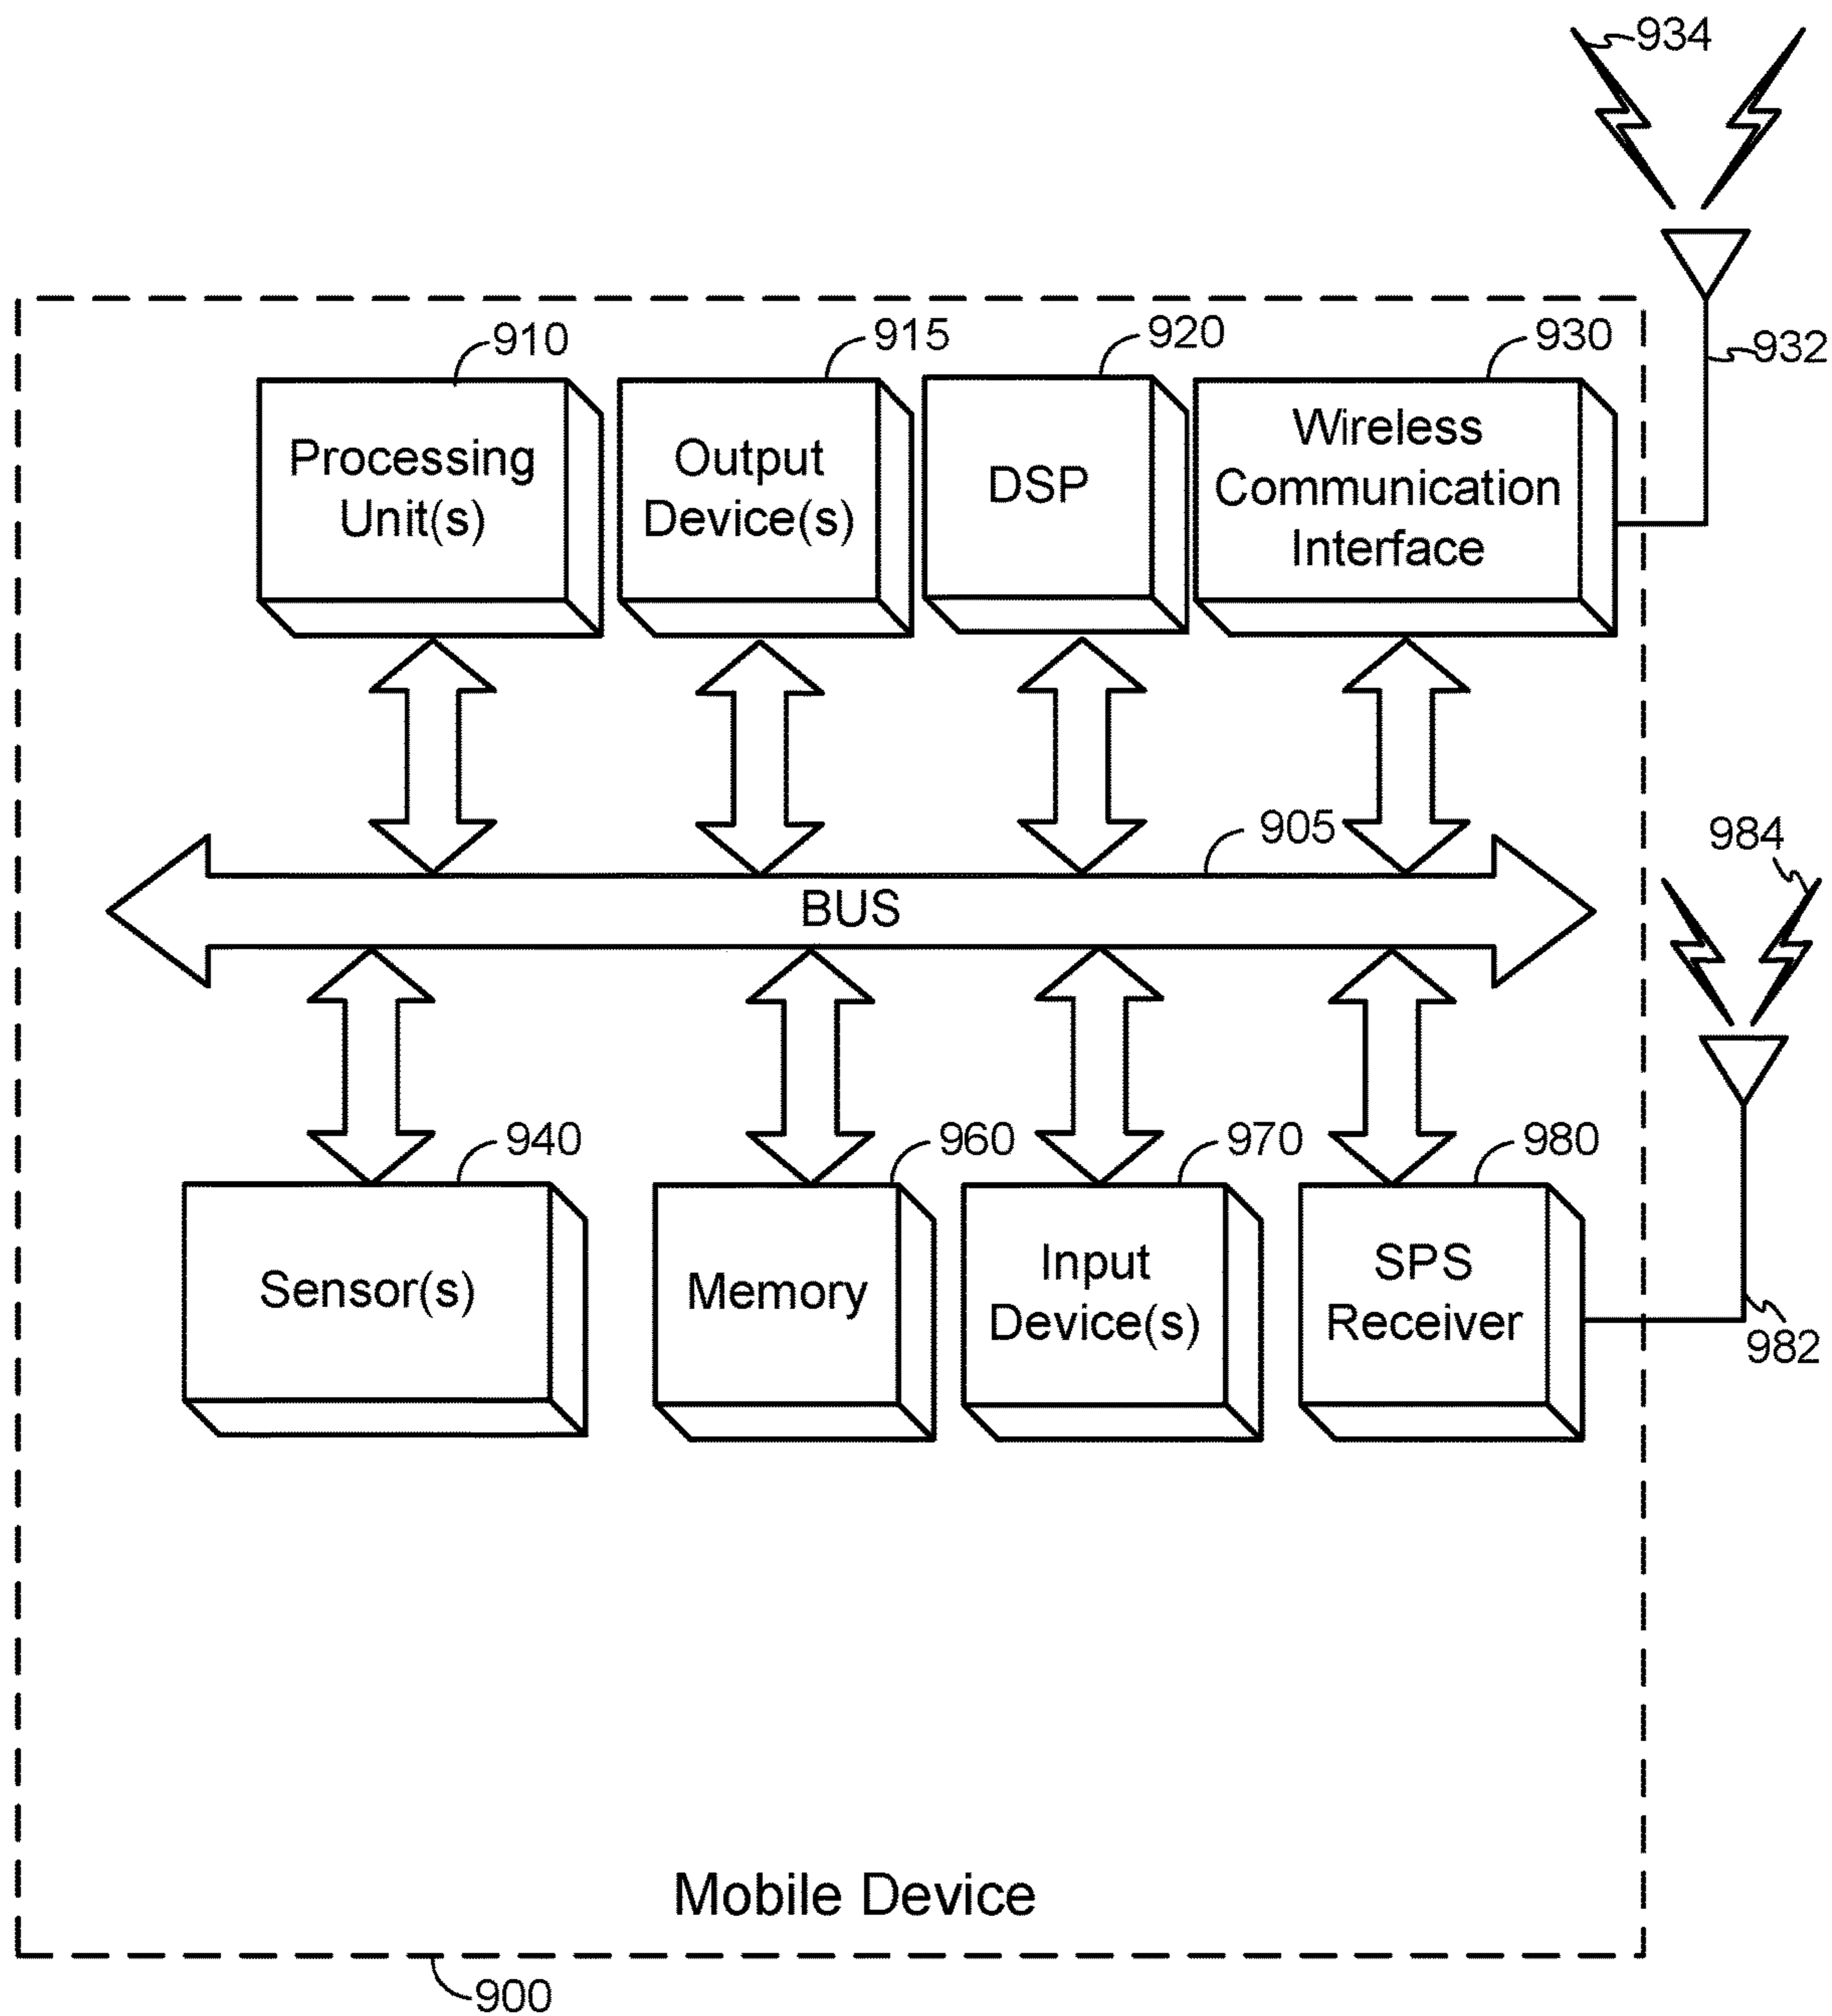 934
932
910
915
920
930
Processing
Unit(s)
Output
Device(s)
DSP
Wireless
Communication
Interface
905
BUS
984
940
960
970
980
Sensor(s)
Memory
Input
Device(s)
SPS
Receiver
982
Mobile Device
900